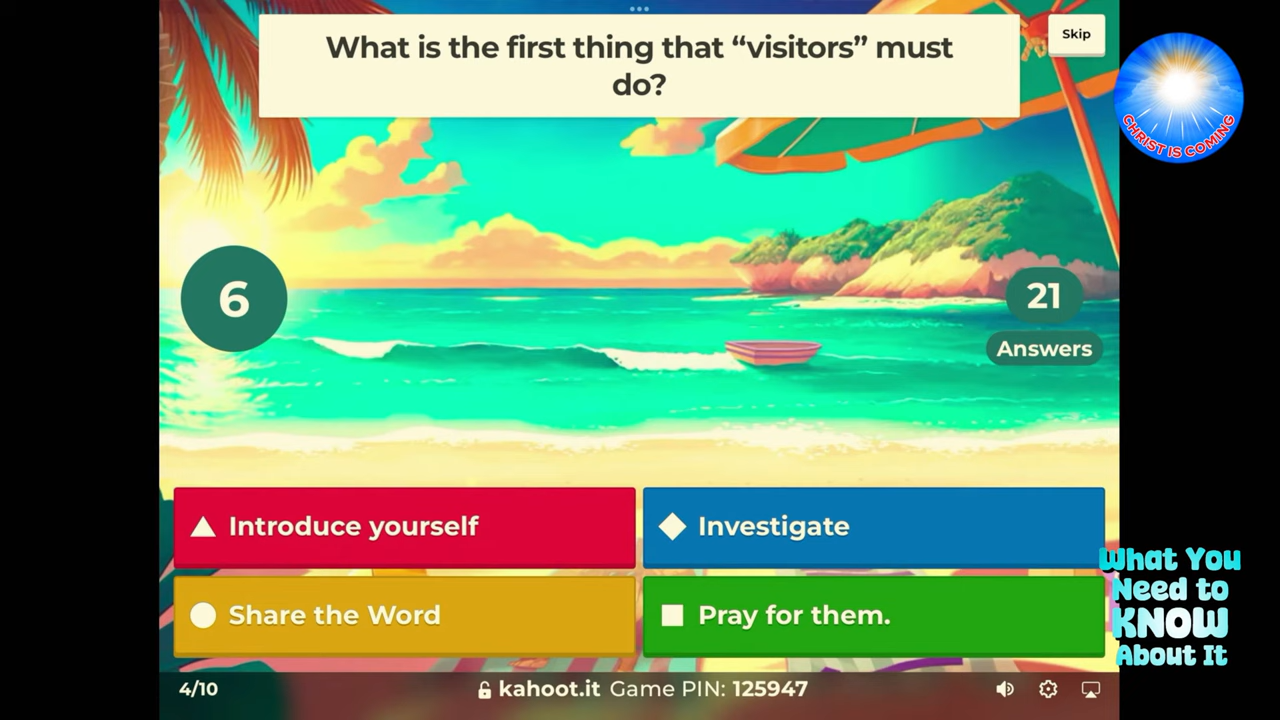 What is the first thing that “visitors” must
do?
Skip
CHRIST IS COMING
6
21
Answers
Introduce yourself
Investigate
Share the Word
Pray for them.
What You
Need to
KNOW
About It
4/10
kahoot.it Game PIN: 125947